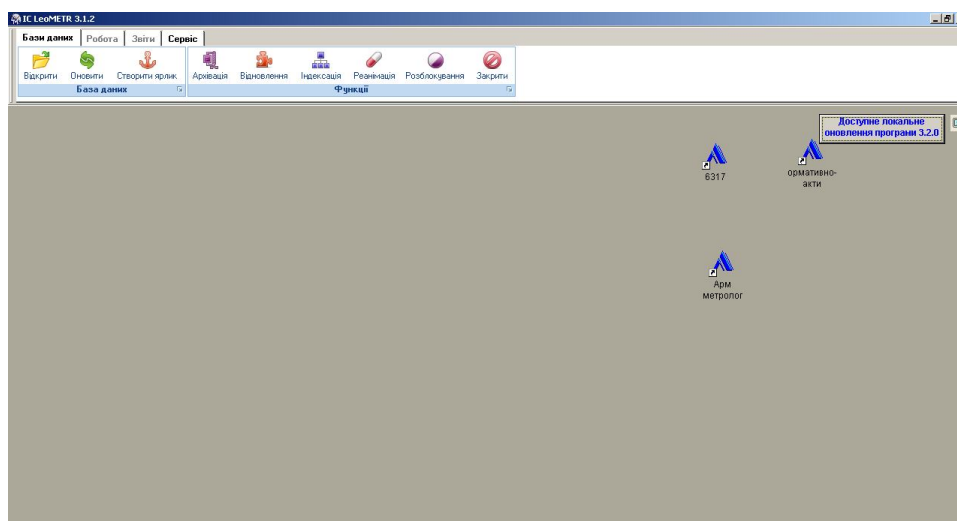 IC LeoMETR 3.1.2
Бази даних Робота Звіти Сервіс
Відкрити Оновити Створити ярлик Архівація Відновлення Індексація Реанімація Розблокування Закрити
База даних Функції
Доступне локальне
оновлення програми 3.2.0
6317
ормативно-
акти
Арм
метролог